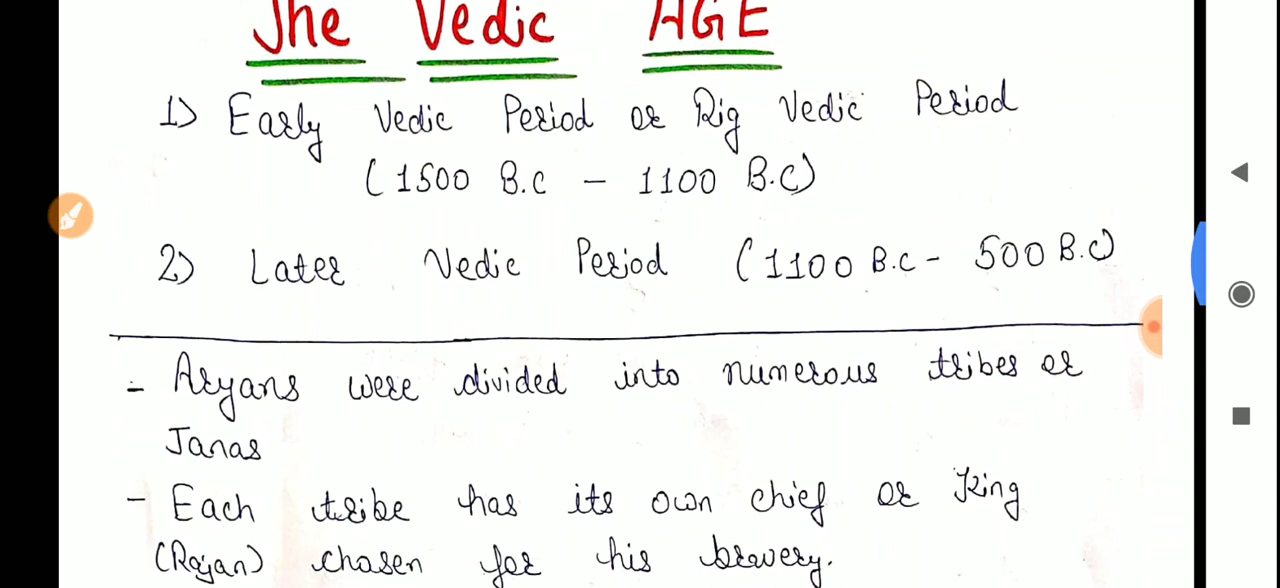 The Vedic AGE
1) Early Vedic Period or Rig Vedic Period
(1500 B.C - 1100 B.C)
2) Later Vedic Period (1100 B.C - 500 B.C)
- Aryans were divided into numerous tribes or
Janas
- Each tribe has its own chief or King
(Rajan) chosen for his bravery.